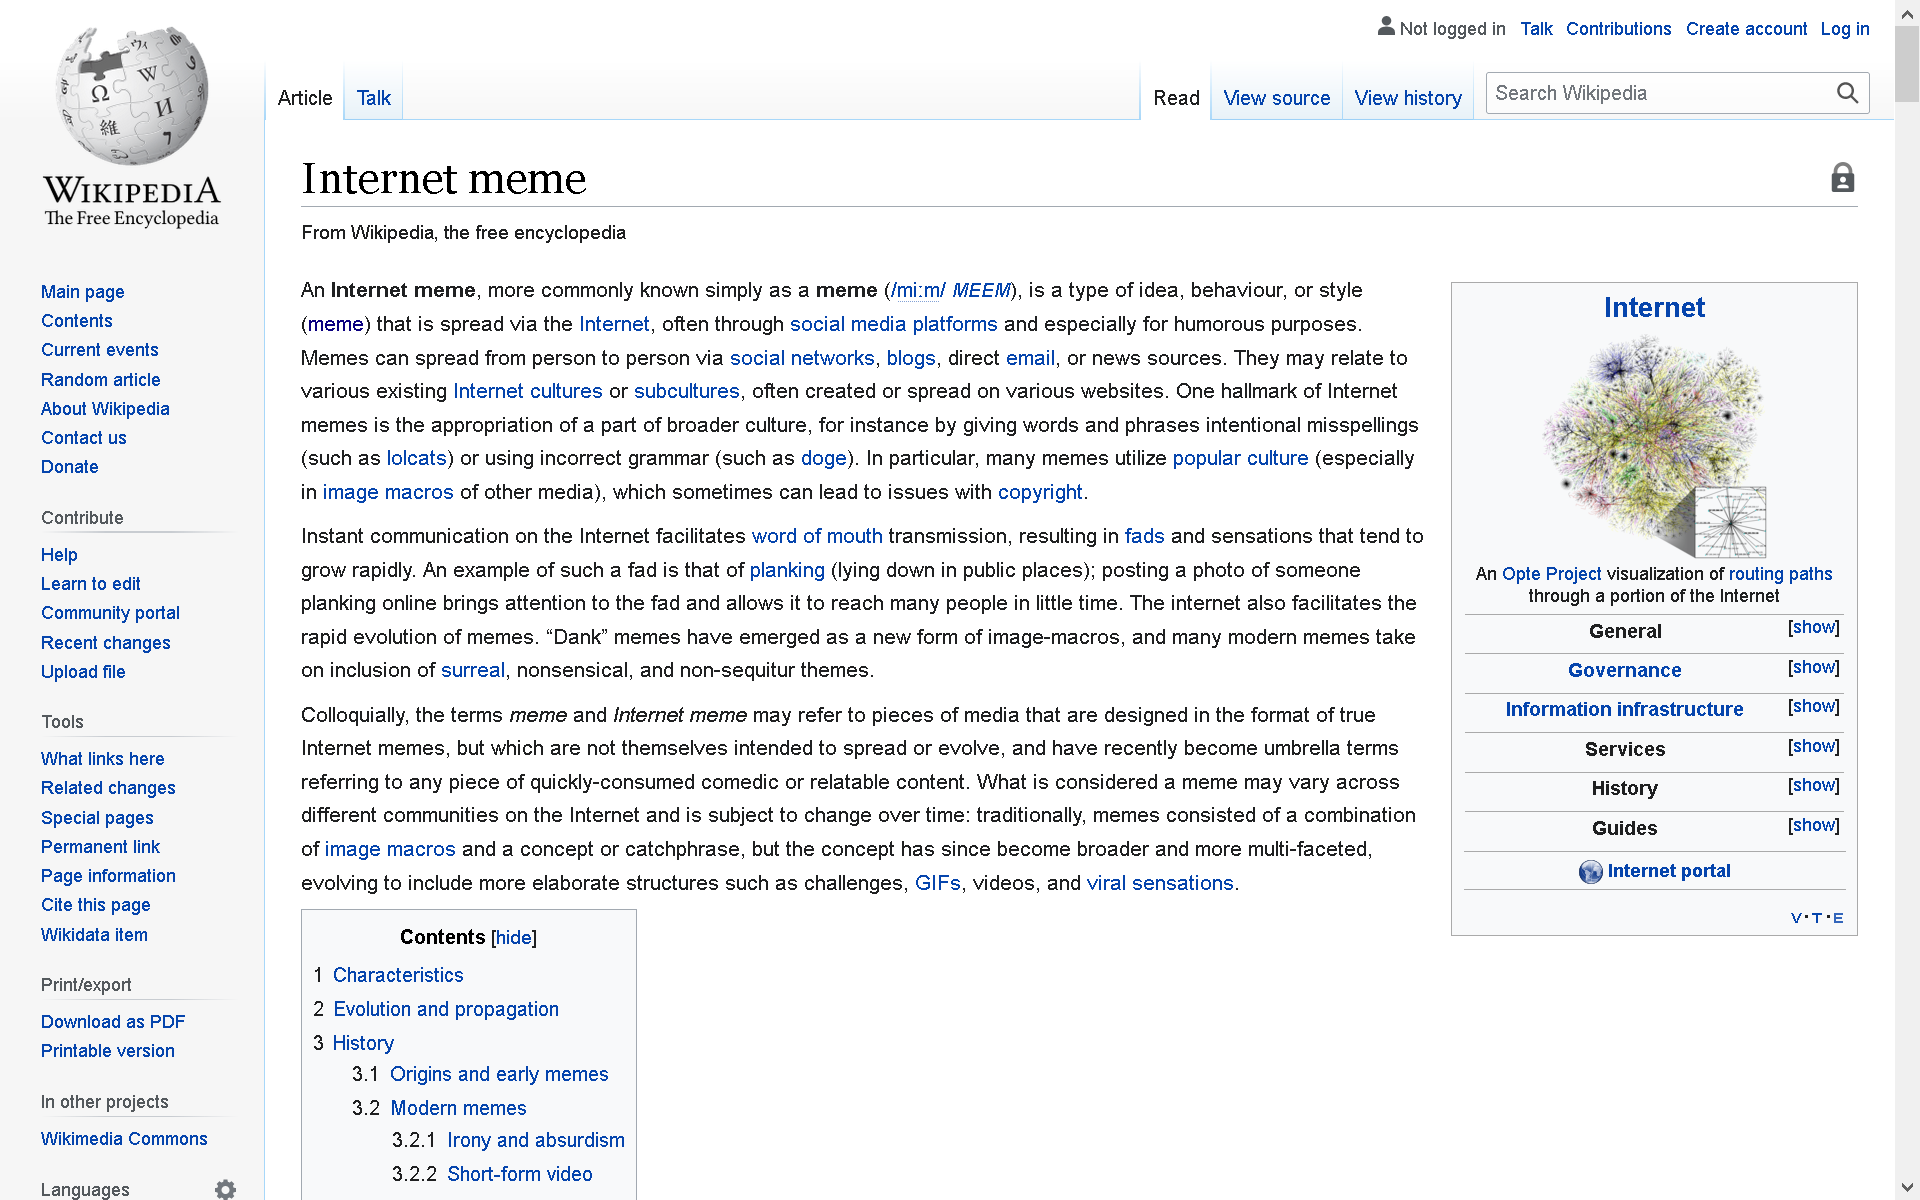 Not logged in Talk Contributions Create account Log in
Article Talk Read View source View history Search Wikipedia
WIKIPEDIA
The Free Encyclopedia
Main page
Contents
Current events
Random article
About Wikipedia
Contact us
Donate
Contribute
Help
Learn to edit
Community portal
Recent changes
Upload file
Tools
What links here
Related changes
Special pages
Permanent link
Page information
Cite this page
Wikidata item
Print/export
Download as PDF
Printable version
In other projects
Wikimedia Commons
Languages
Internet meme
From Wikipedia, the free encyclopedia
An Internet meme, more commonly known simply as a meme (/miːm/ MEEM), is a type of idea, behaviour, or style
(meme) that is spread via the Internet, often through social media platforms and especially for humorous purposes.
Memes can spread from person to person via social networks, blogs, direct email, or news sources. They may relate to
various existing Internet cultures or subcultures, often created or spread on various websites. One hallmark of Internet
memes is the appropriation of a part of broader culture, for instance by giving words and phrases intentional misspellings
(such as lolcats) or using incorrect grammar (such as doge). In particular, many memes utilize popular culture (especially
in image macros of other media), which sometimes can lead to issues with copyright.
Instant communication on the Internet facilitates word of mouth transmission, resulting in fads and sensations that tend to
grow rapidly. An example of such a fad is that of planking (lying down in public places); posting a photo of someone
planking online brings attention to the fad and allows it to reach many people in little time. The internet also facilitates the
rapid evolution of memes. “Dank” memes have emerged as a new form of image-macros, and many modern memes take
on inclusion of surreal, nonsensical, and non-sequitur themes.
Colloquially, the terms meme and Internet meme may refer to pieces of media that are designed in the format of true
Internet memes, but which are not themselves intended to spread or evolve, and have recently become umbrella terms
referring to any piece of quickly-consumed comedic or relatable content. What is considered a meme may vary across
different communities on the Internet and is subject to change over time: traditionally, memes consisted of a combination
of image macros and a concept or catchphrase, but the concept has since become broader and more multi-faceted,
evolving to include more elaborate structures such as challenges, GIFs, videos, and viral sensations.
Internet
An Opte Project visualization of routing paths
through a portion of the Internet
General [show]
Governance [show]
Information infrastructure [show]
Services [show]
History [show]
Guides [show]
Internet portal
V·T·E
Contents [hide]
1 Characteristics
2 Evolution and propagation
3 History
3.1 Origins and early memes
3.2 Modern memes
3.2.1 Irony and absurdism
3.2.2 Short-form video